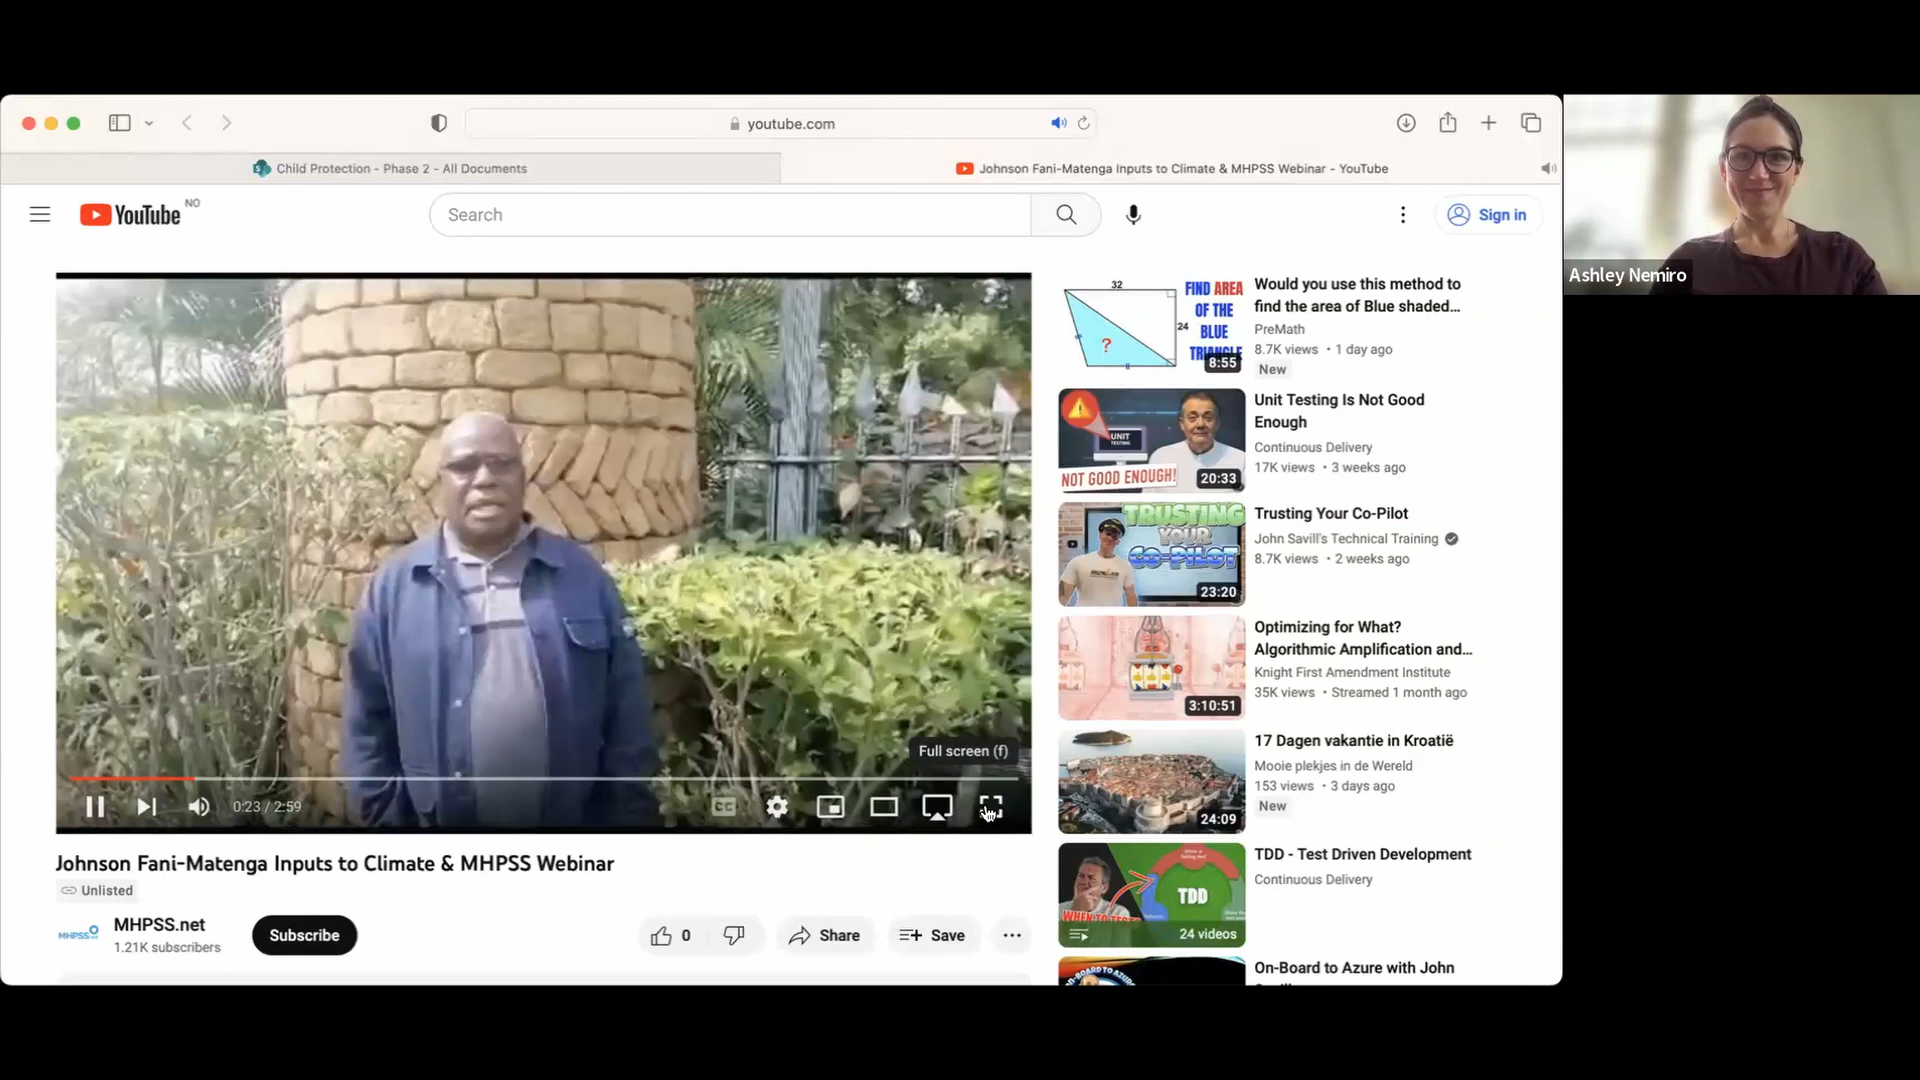 youtube.com
Child Protection - Phase 2 - All Documents
Johnson Fani-Matenga Inputs to Climate & MHPSS Webinar - YouTube
YouTube NO
Search
Sign in
Ashley Nemiro
32
24
?
FIND AREA
OF THE
BLUE
TRIANGLE
8:55
Would you use this method to
find the area of Blue shaded...
PreMath
8.7K views • 1 day ago
New
UNIT
TESTING
NOT GOOD ENOUGH!
20:33
Unit Testing Is Not Good
Enough
Continuous Delivery
17K views • 3 weeks ago
TRUSTING
YOUR
CO-PILOT
23:20
Trusting Your Co-Pilot
John Savill's Technical Training
8.7K views • 2 weeks ago
3:10:51
Optimizing for What?
Algorithmic Amplification and...
Knight First Amendment Institute
35K views • Streamed 1 month ago
24:09
17 Dagen vakantie in Kroatië
Mooie plekjes in de Wereld
153 views • 3 days ago
New
TDD
24 videos
TDD - Test Driven Development
Continuous Delivery
On-Board to Azure with John
Full screen (f)
0:23 / 2:59
CC
Johnson Fani-Matenga Inputs to Climate & MHPSS Webinar
Unlisted
MHPSS
MHPSS.net
1.21K subscribers
Subscribe
0
Share
Save